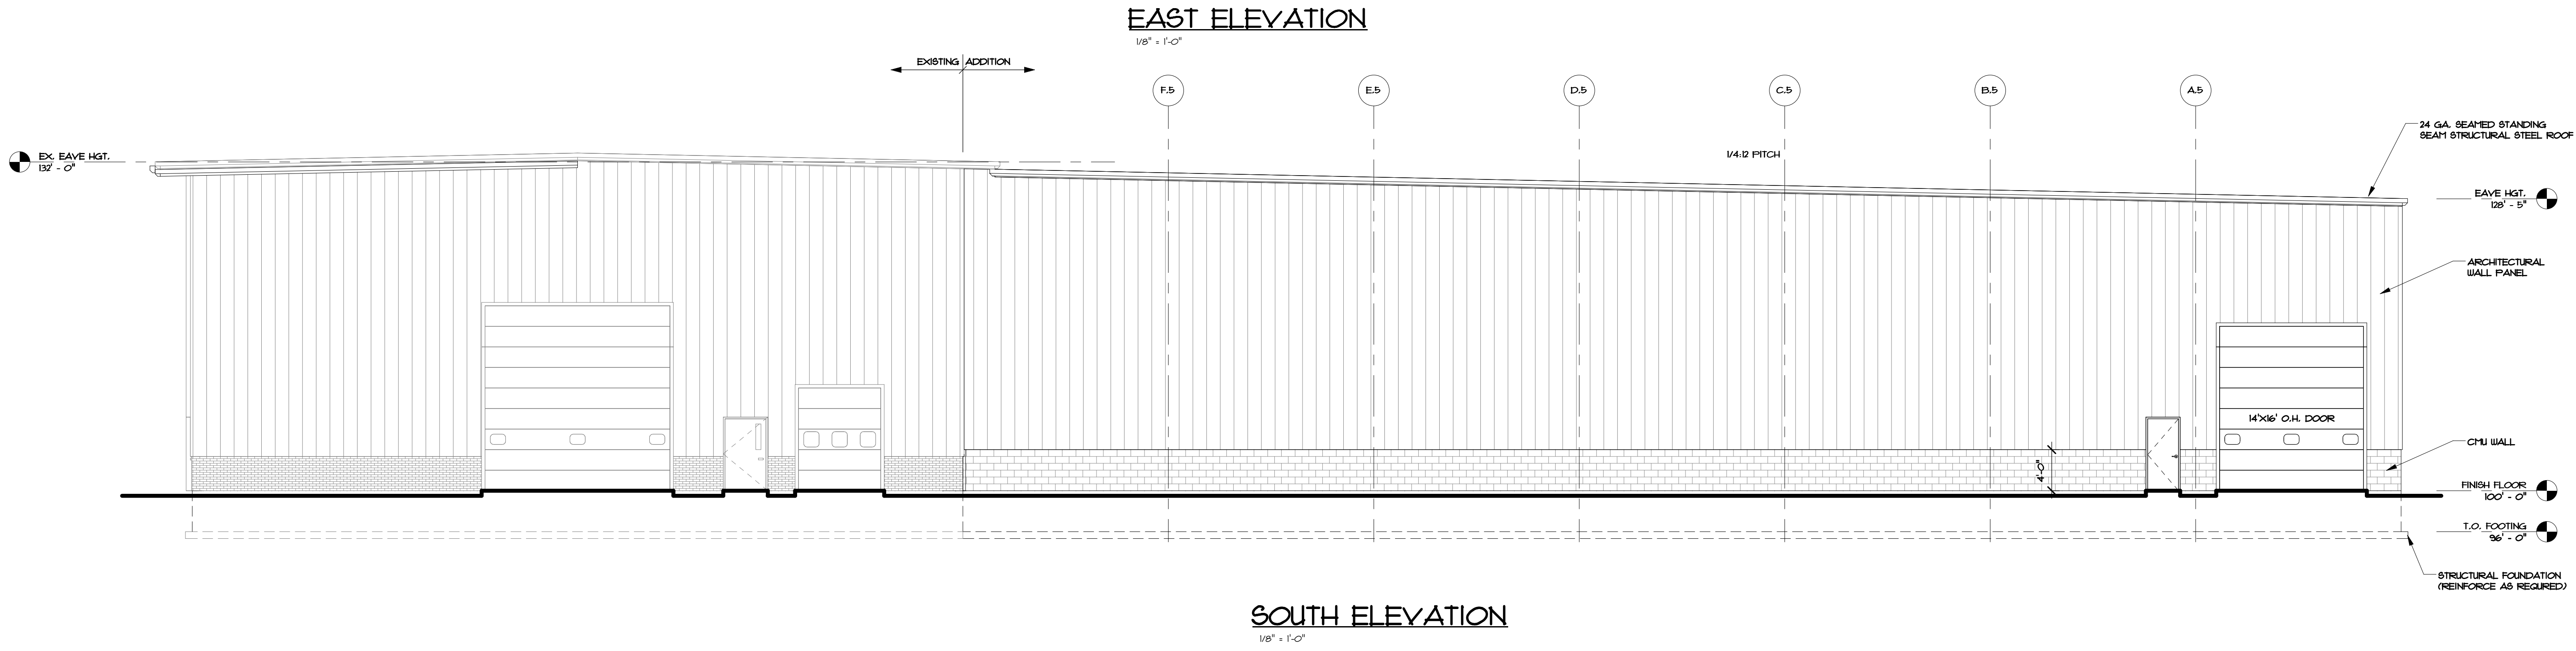 EAST ELEVATION
1/8" = 1'-0"
EXISTING ADDITION
F.5 E.5 D.5 C.5 B.5 A.5
24 GA. SEAMED STANDING
SEAM STRUCTURAL STEEL ROOF
EX. EAVE HGT.
132' - 0"
1/4:12 PITCH
EAVE HGT.
128' - 5"
ARCHITECTURAL
WALL PANEL
14'X16' O.H. DOOR
CMU WALL
4'-0"
FINISH FLOOR
100' - 0"
T.O. FOOTING
96' - 0"
STRUCTURAL FOUNDATION
(REINFORCE AS REQUIRED)
SOUTH ELEVATION
1/8" = 1'-0"